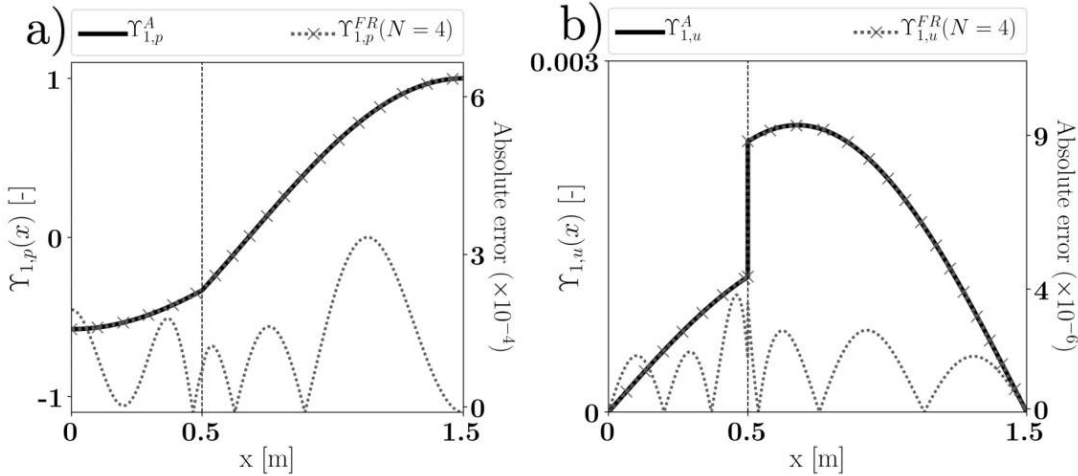 a)
Υ^A_{1,p}
Υ^{FR}_{1,p}(N = 4)
1
0
-1
Υ_{1,p}(x) [-]
6
3
0
Absolute error (×10^{-4})
0
0.5
1.5
x [m]
b)
Υ^A_{1,u}
Υ^{FR}_{1,u}(N = 4)
0.003
0
Υ_{1,u}(x) [-]
9
4
0
Absolute error (×10^{-6})
0
0.5
1.5
x [m]